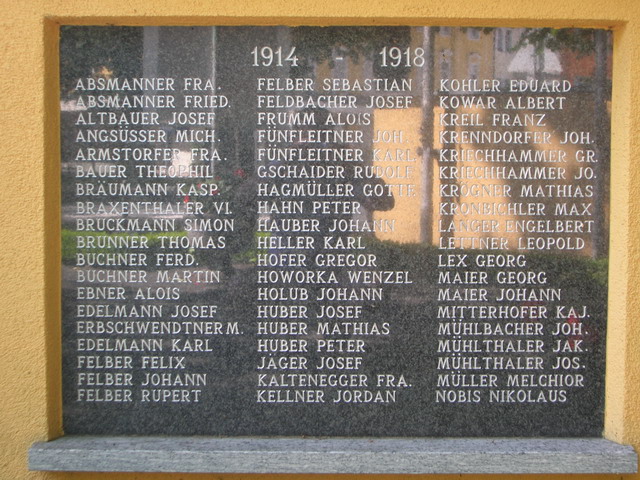 1914 - 1918
ABSMANNER FRA.
ABSMANNER FRIED.
ALTBAUER JOSEF
ANGSÜSSER MICH.
ARMSTORFER FRA.
BAUER THEOPHIL
BRÄUMANN KASP.
BRAXENTHALER VI.
BRUCKMANN SIMON
BRUNNER THOMAS
BUCHNER FERD.
BUCHNER MARTIN
EBNER ALOIS
EDELMANN JOSEF
ERBSCHWENDTNER M.
EDELMANN KARL
FELBER FELIX
FELBER JOHANN
FELBER RUPERT
FELBER SEBASTIAN
FELDBACHER JOSEF
FRUMM ALOIS
FÜNFLEITNER JOH.
FÜNFLEITNER KARL
GSCHAIDER RUDOLF
HAGMÜLLER GOTTF
HAHN PETER
HAUBER JOHANN
HELLER KARL
HOFER GREGOR
HOWORKA WENZEL
HOLUB JOHANN
HUBER JOSEF
HUBER MATHIAS
HUBER PETER
JÄGER JOSEF
KALTENEGGER FRA.
KELLNER JORDAN
KOHLER EDUARD
KOWAR ALBERT
KREIL FRANZ
KRENNDORFER JOH.
KRIECHHAMMER GR.
KRIECHHAMMER JO.
KROGNER MATHIAS
KRONBICHLER MAX
LANGER ENGELBERT
LETTNER LEOPOLD
LEX GEORG
MAIER GEORG
MAIER JOHANN
MITTERHOFER KAJ.
MÜHLBACHER JOH.
MÜHLTHALER JAK.
MÜHLTHALER JOS.
MÜLLER MELCHIOR
NOBIS NIKOLAUS